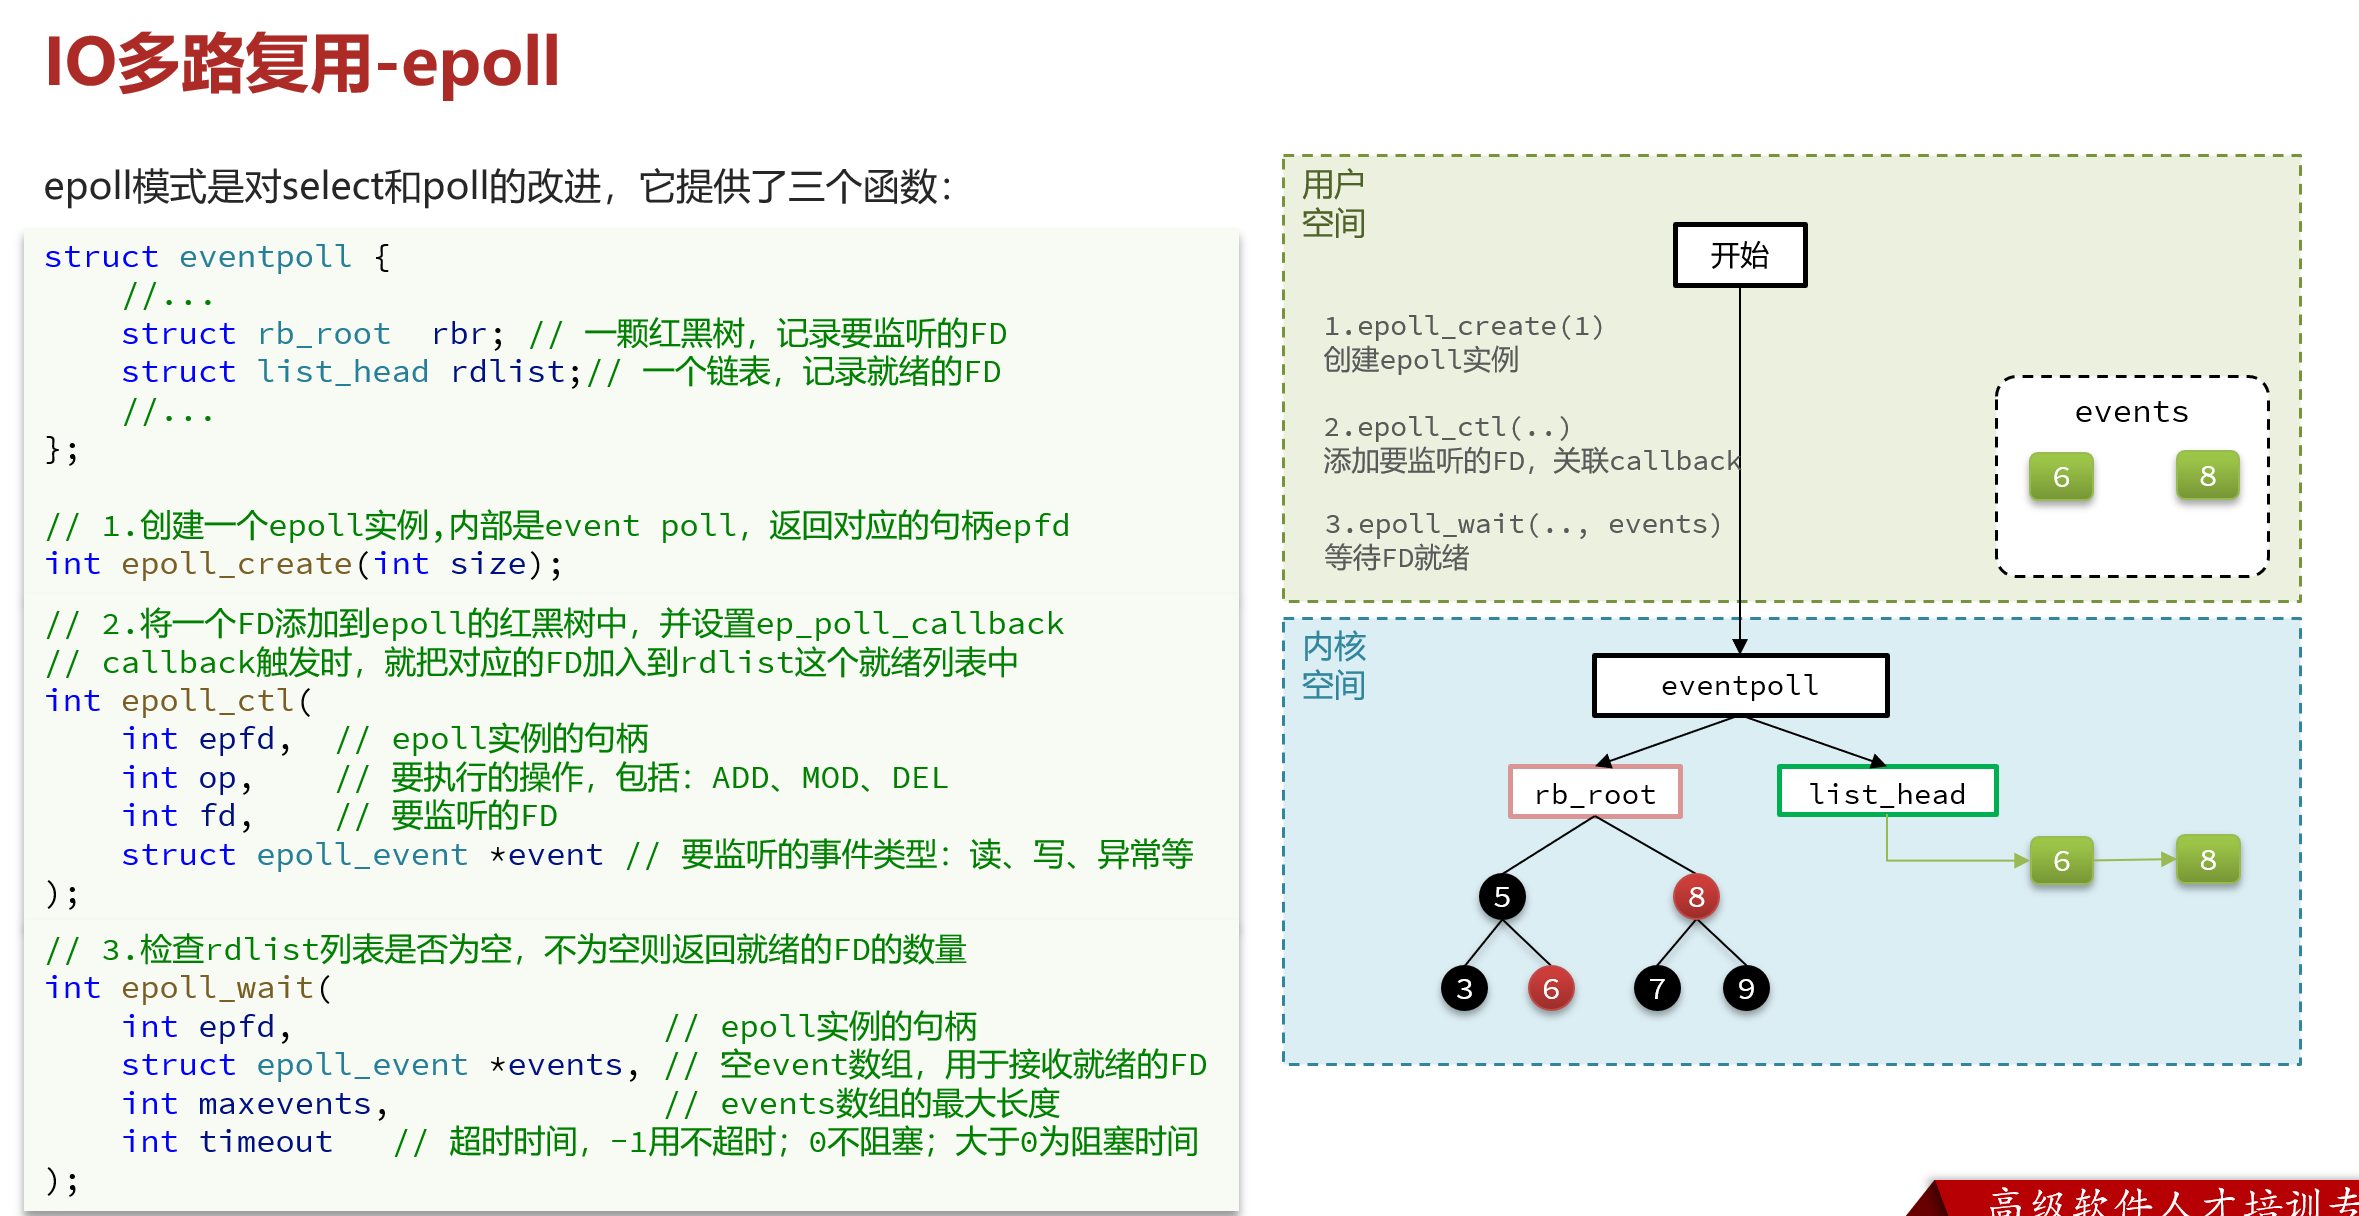 IO多路复用-epoll
epoll模式是对select和poll的改进，它提供了三个函数：
struct eventpoll {
    //...
    struct rb_root  rbr; // 一颗红黑树，记录要监听的FD
    struct list_head rdlist;// 一个链表，记录就绪的FD
    //...
};
// 1.创建一个epoll实例,内部是event poll，返回对应的句柄epfd
int epoll_create(int size);
// 2.将一个FD添加到epoll的红黑树中，并设置ep_poll_callback
// callback触发时，就把对应的FD加入到rdlist这个就绪列表中
int epoll_ctl(
    int epfd,  // epoll实例的句柄
    int op,    // 要执行的操作，包括：ADD、MOD、DEL
    int fd,    // 要监听的FD
    struct epoll_event *event // 要监听的事件类型：读、写、异常等
);
// 3.检查rdlist列表是否为空，不为空则返回就绪的FD的数量
int epoll_wait(
    int epfd,                   // epoll实例的句柄
    struct epoll_event *events, // 空event数组，用于接收就绪的FD
    int maxevents,              // events数组的最大长度
    int timeout   // 超时时间，-1用不超时；0不阻塞；大于0为阻塞时间
);
用户
空间
开始
1.epoll_create(1)
创建epoll实例
2.epoll_ctl(..)
添加要监听的FD，关联callback
3.epoll_wait(.., events)
等待FD就绪
events
6 8
内核
空间
eventpoll
rb_root list_head
6 8
5 8
3 6 7 9
高级软件人才培训专